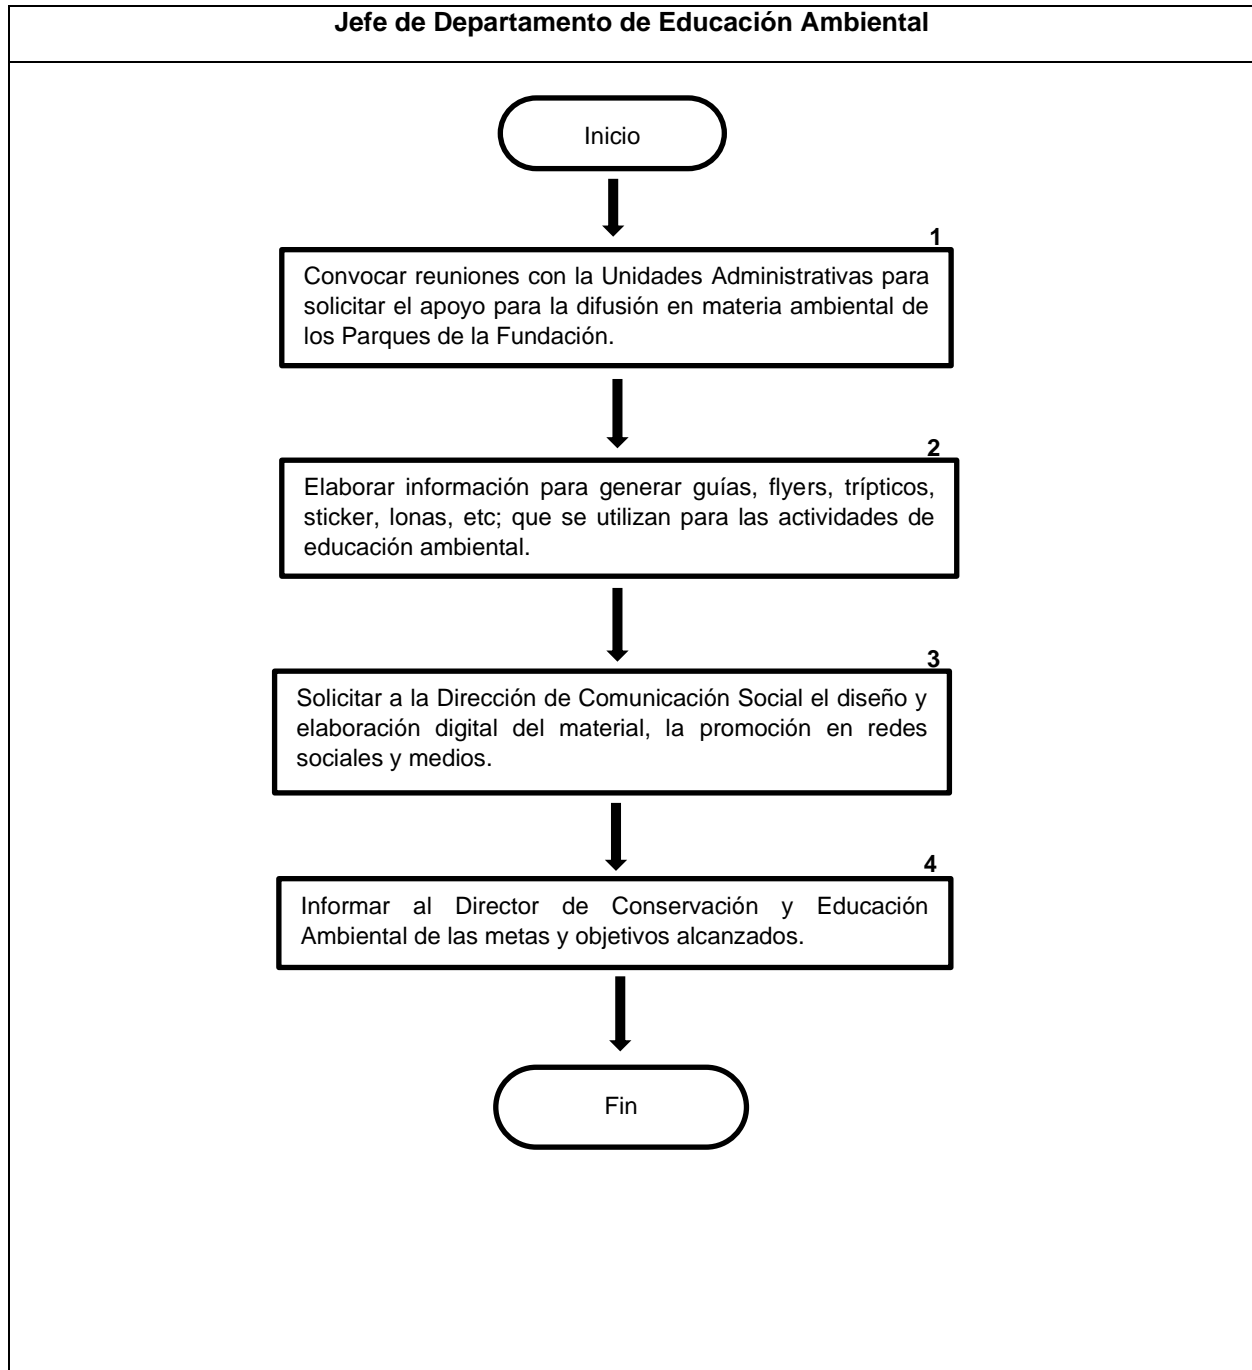 Jefe de Departamento de Educación Ambiental
Inicio
1
Convocar reuniones con la Unidades Administrativas para
solicitar el apoyo para la difusión en materia ambiental de
los Parques de la Fundación.
2
Elaborar información para generar guías, flyers, trípticos,
sticker, lonas, etc; que se utilizan para las actividades de
educación ambiental.
3
Solicitar a la Dirección de Comunicación Social el diseño y
elaboración digital del material, la promoción en redes
sociales y medios.
4
Informar al Director de Conservación y Educación
Ambiental de las metas y objetivos alcanzados.
Fin